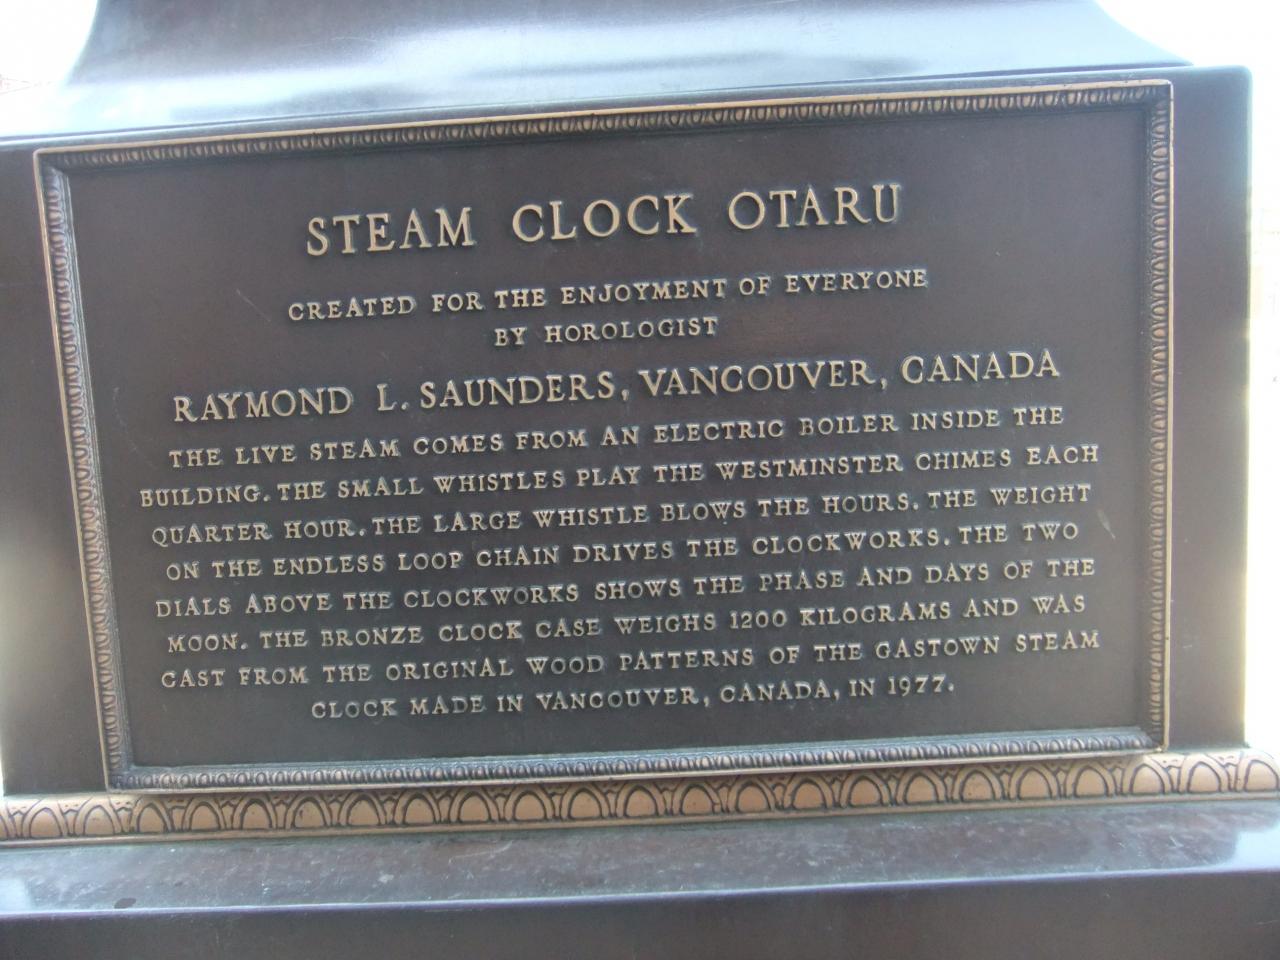 STEAM CLOCK OTARU
CREATED FOR THE ENJOYMENT OF EVERYONE
BY HOROLOGIST
RAYMOND L. SAUNDERS, VANCOUVER, CANADA
THE LIVE STEAM COMES FROM AN ELECTRIC BOILER INSIDE THE
BUILDING. THE SMALL WHISTLES PLAY THE WESTMINSTER CHIMES EACH
QUARTER HOUR. THE LARGE WHISTLE BLOWS THE HOURS. THE WEIGHT
ON THE ENDLESS LOOP CHAIN DRIVES THE CLOCKWORKS. THE TWO
DIALS ABOVE THE CLOCKWORKS SHOWS THE PHASE AND DAYS OF THE
MOON. THE BRONZE CLOCK CASE WEIGHS 1200 KILOGRAMS AND WAS
CAST FROM THE ORIGINAL WOOD PATTERNS OF THE GASTOWN STEAM
CLOCK MADE IN VANCOUVER, CANADA, IN 1977.